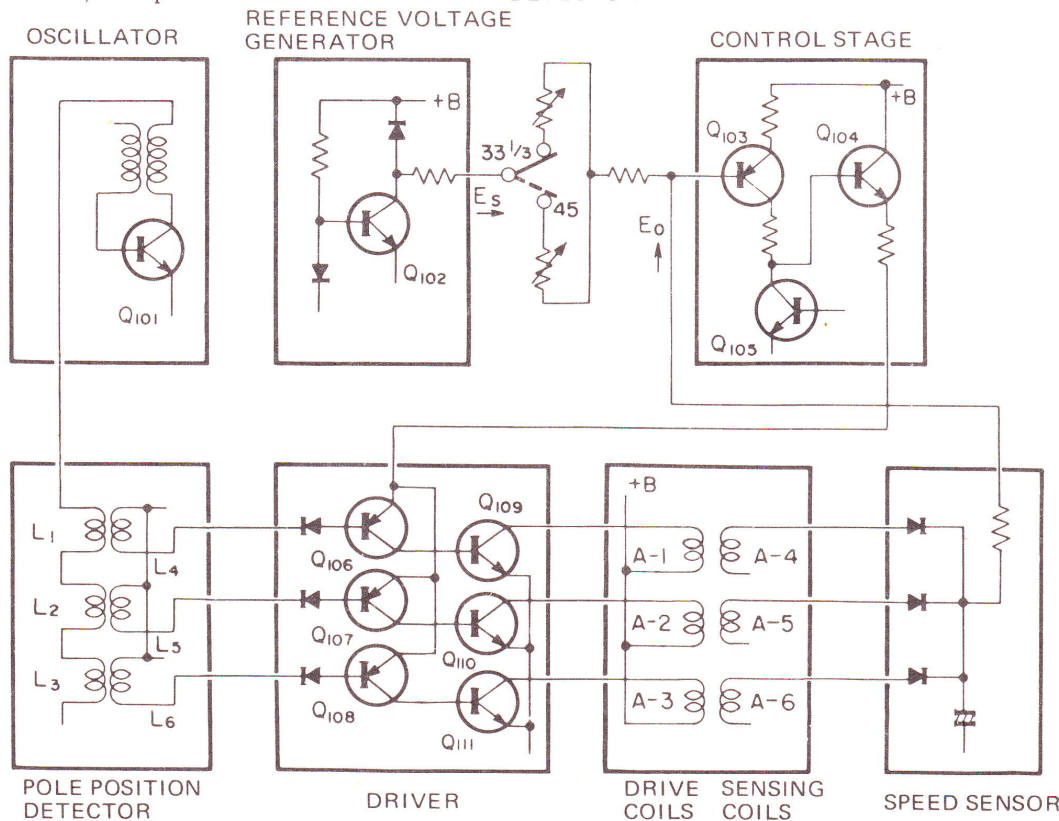 REFERENCE VOLTAGE
GENERATOR
OSCILLATOR
CONTROL STAGE
+B
+B
Q103
Q104
33 1/3
Es
45
Eo
Q101
Q102
Q105
+B
Q109
L1
L4
Q106
A-1
A-4
L2
L5
Q107
Q110
A-2
A-5
L3
L6
Q108
Q111
A-3
A-6
POLE POSITION
DETECTOR
DRIVER
DRIVE
COILS
SENSING
COILS
SPEED SENSOR